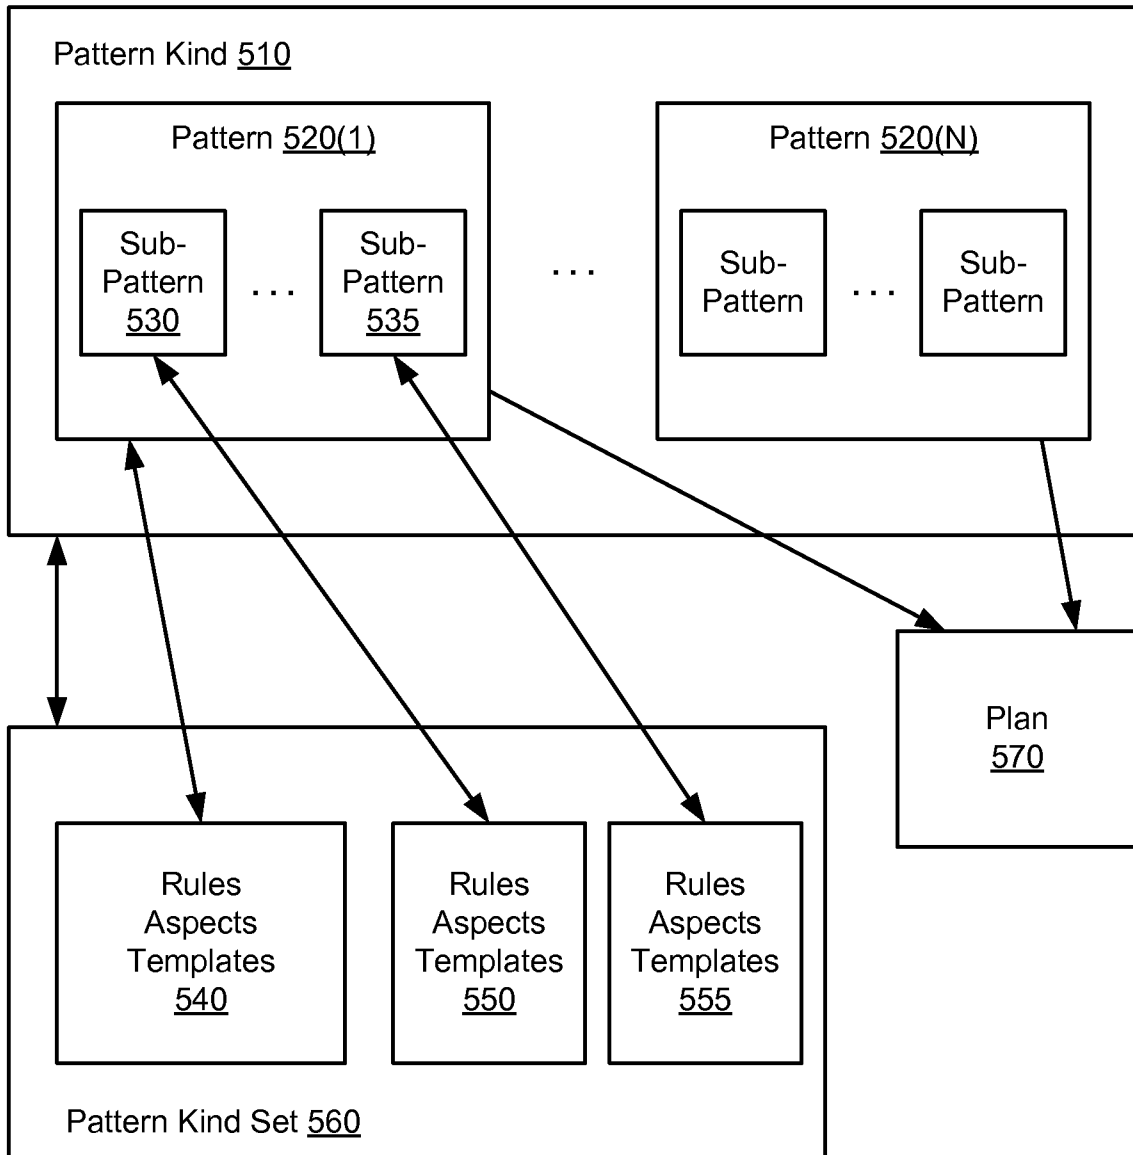 Pattern Kind 510
Pattern 520(1)
Pattern 520(N)
Sub-
Pattern
530
. . .
Sub-
Pattern
535
. . .
Sub-
Pattern
. . .
Sub-
Pattern
Plan
570
Rules
Aspects
Templates
540
Rules
Aspects
Templates
550
Rules
Aspects
Templates
555
Pattern Kind Set 560